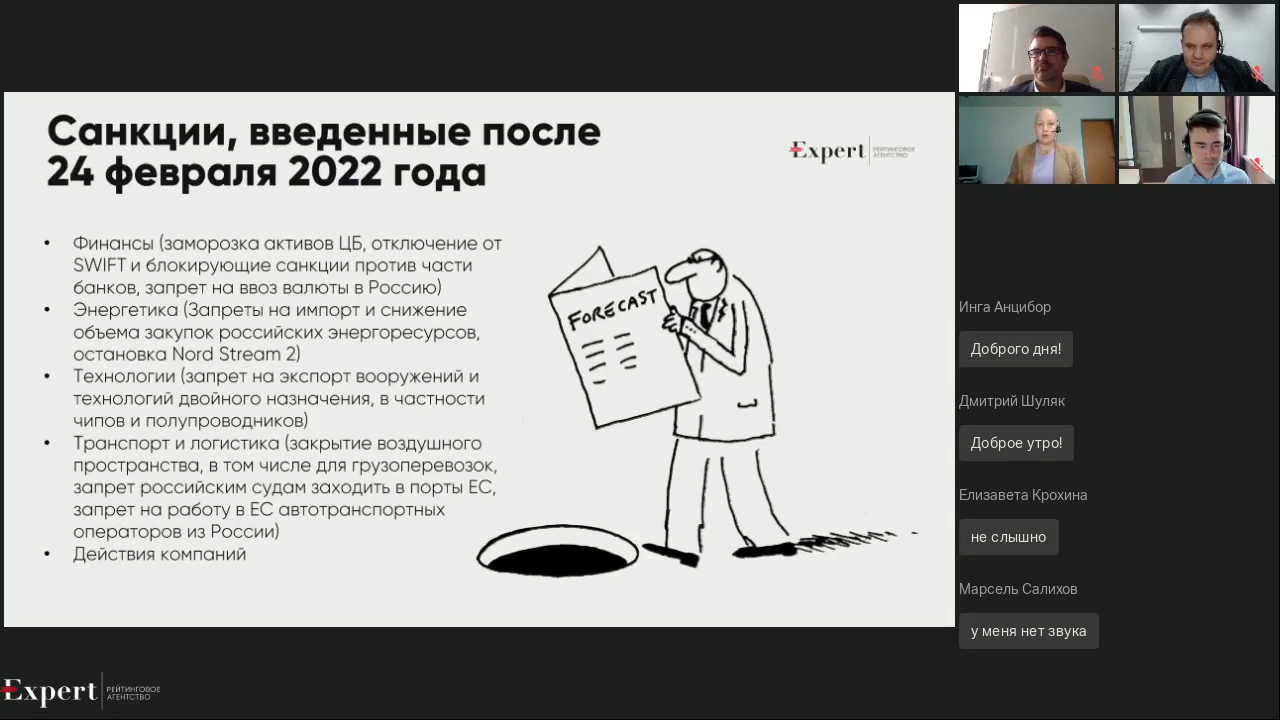 Санкции, введенные после
24 февраля 2022 года
Expert
РЕЙТИНГОВОЕ
АГЕНТСТВО
• Финансы (заморозка активов ЦБ, отключение от
SWIFT и блокирующие санкции против части
банков, запрет на ввоз валюты в Россию)
• Энергетика (Запреты на импорт и снижение
объема закупок российских энергоресурсов,
остановка Nord Stream 2)
• Технологии (запрет на экспорт вооружений и
технологий двойного назначения, в частности
чипов и полупроводников)
• Транспорт и логистика (закрытие воздушного
пространства, в том числе для грузоперевозок,
запрет российским судам заходить в порты ЕС,
запрет на работу в ЕС автотранспортных
операторов из России)
• Действия компаний
FORECAST
Инга Анцибор
Доброго дня!
Дмитрий Шуляк
Доброе утро!
Елизавета Крохина
не слышно
Марсель Салихов
у меня нет звука
Expert
РЕЙТИНГОВОЕ
АГЕНТСТВО